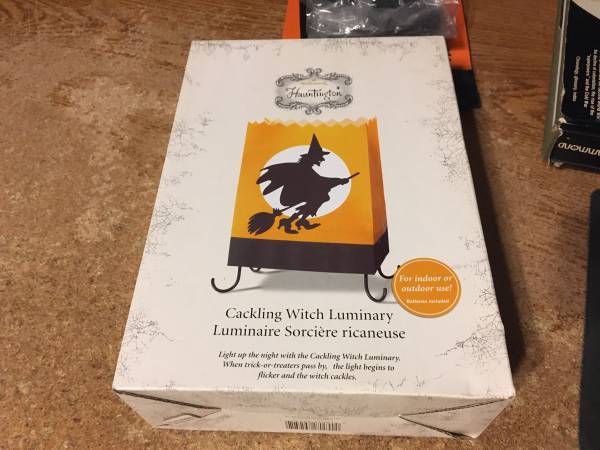 Hauntington
For indoor or
outdoor use!
Batteries included
Cackling Witch Luminary
Luminaire Sorcière ricaneuse
Light up the night with the Cackling Witch Luminary.
When trick-or-treaters pass by, the light begins to
flicker and the witch cackles.